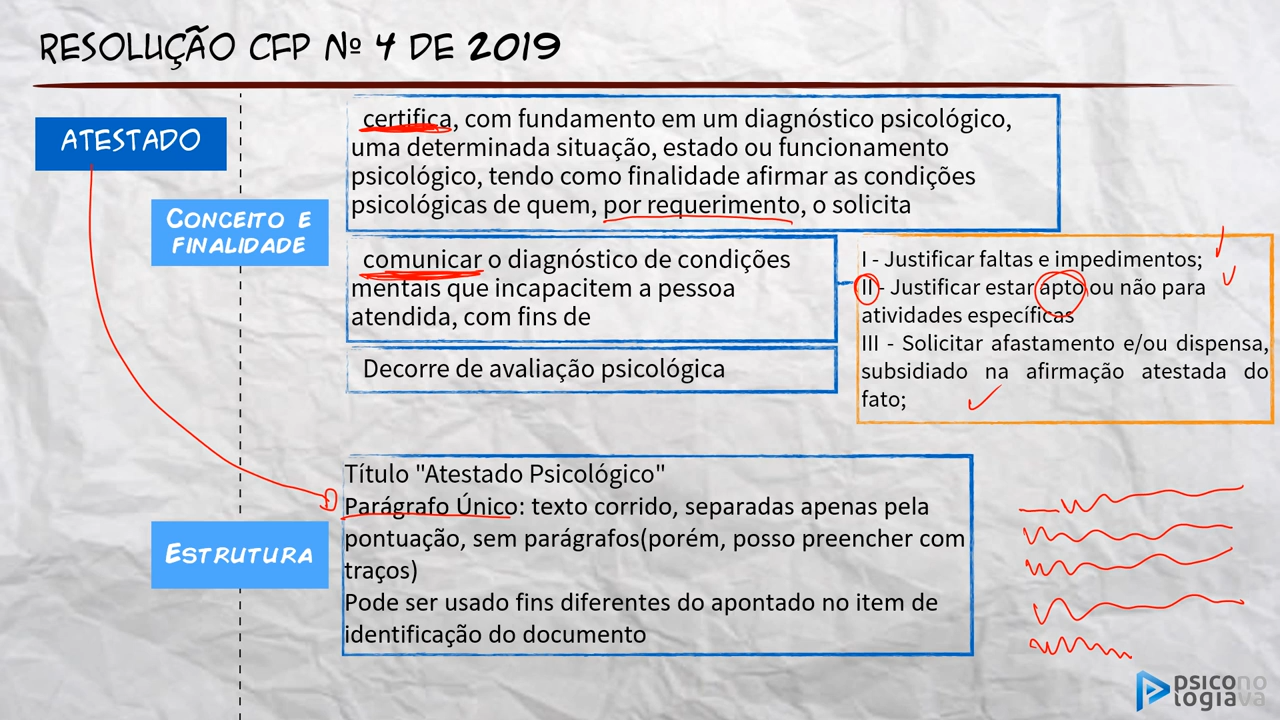 RESOLUÇÃO CFP Nº 4 DE 2019
ATESTADO
certifica, com fundamento em um diagnóstico psicológico,
uma determinada situação, estado ou funcionamento
psicológico, tendo como finalidade afirmar as condições
psicológicas de quem, por requerimento, o solicita
CONCEITO E
FINALIDADE
comunicar o diagnóstico de condições
mentais que incapacitem a pessoa
atendida, com fins de
I - Justificar faltas e impedimentos;
II - Justificar estar apto ou não para
atividades específicas
III - Solicitar afastamento e/ou dispensa,
subsidiado na afirmação atestada do
fato;
Decorre de avaliação psicológica
ESTRUTURA
Título "Atestado Psicológico"
Parágrafo Único: texto corrido, separadas apenas pela
pontuação, sem parágrafos(porém, posso preencher com
traços)
Pode ser usado fins diferentes do apontado no item de
identificação do documento
psicono
logiava